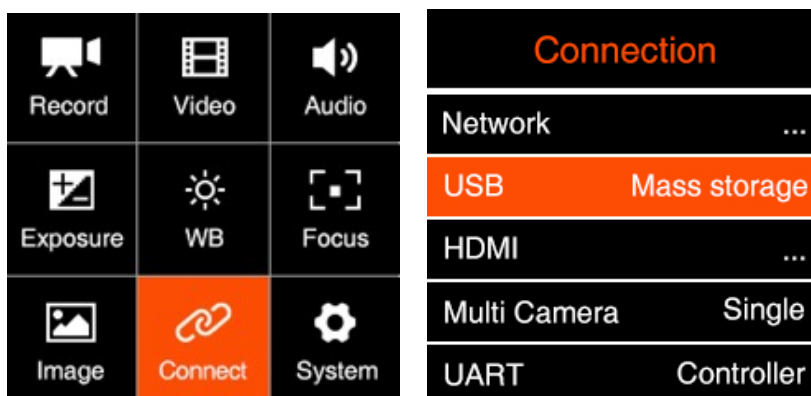 Record Video Audio
Exposure WB Focus
Image Connect System
Connection
Network ...
USB Mass storage
HDMI ...
Multi Camera Single
UART Controller